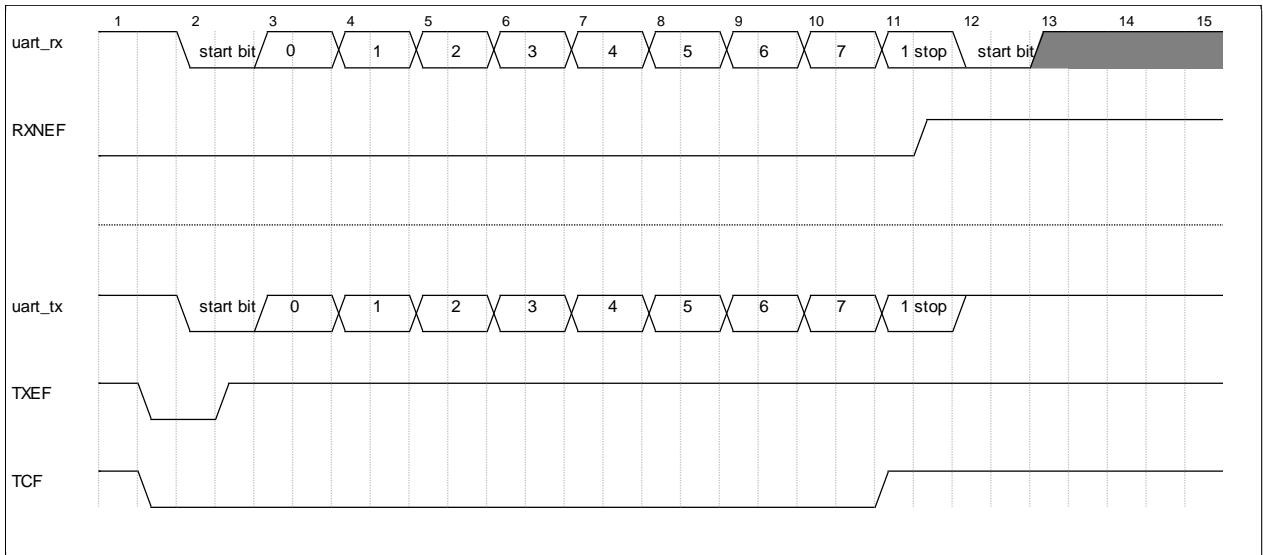 1 2 3 4 5 6 7 8 9 10 11 12 13 14 15
uart_rx start bit 0 1 2 3 4 5 6 7 1 stop start bit
RXNEF
uart_tx start bit 0 1 2 3 4 5 6 7 1 stop
TXEF
TCF